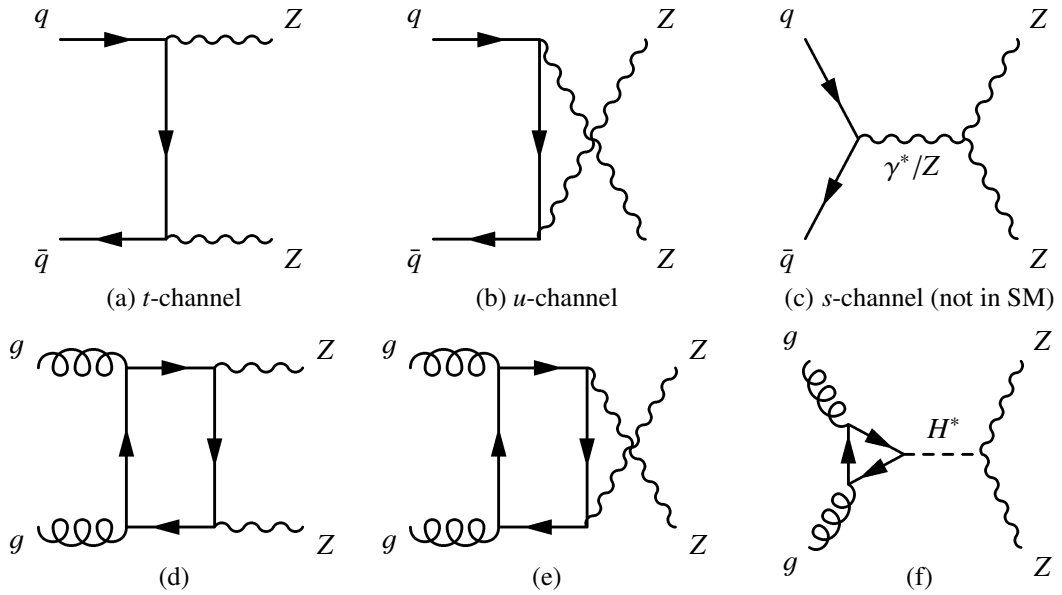 q Z q Z q Z
γ*/Z
q̄ Z q̄ Z q̄ Z
(a) t-channel (b) u-channel (c) s-channel (not in SM)
g Z g Z g Z
H*
g Z g Z g Z
(d) (e) (f)